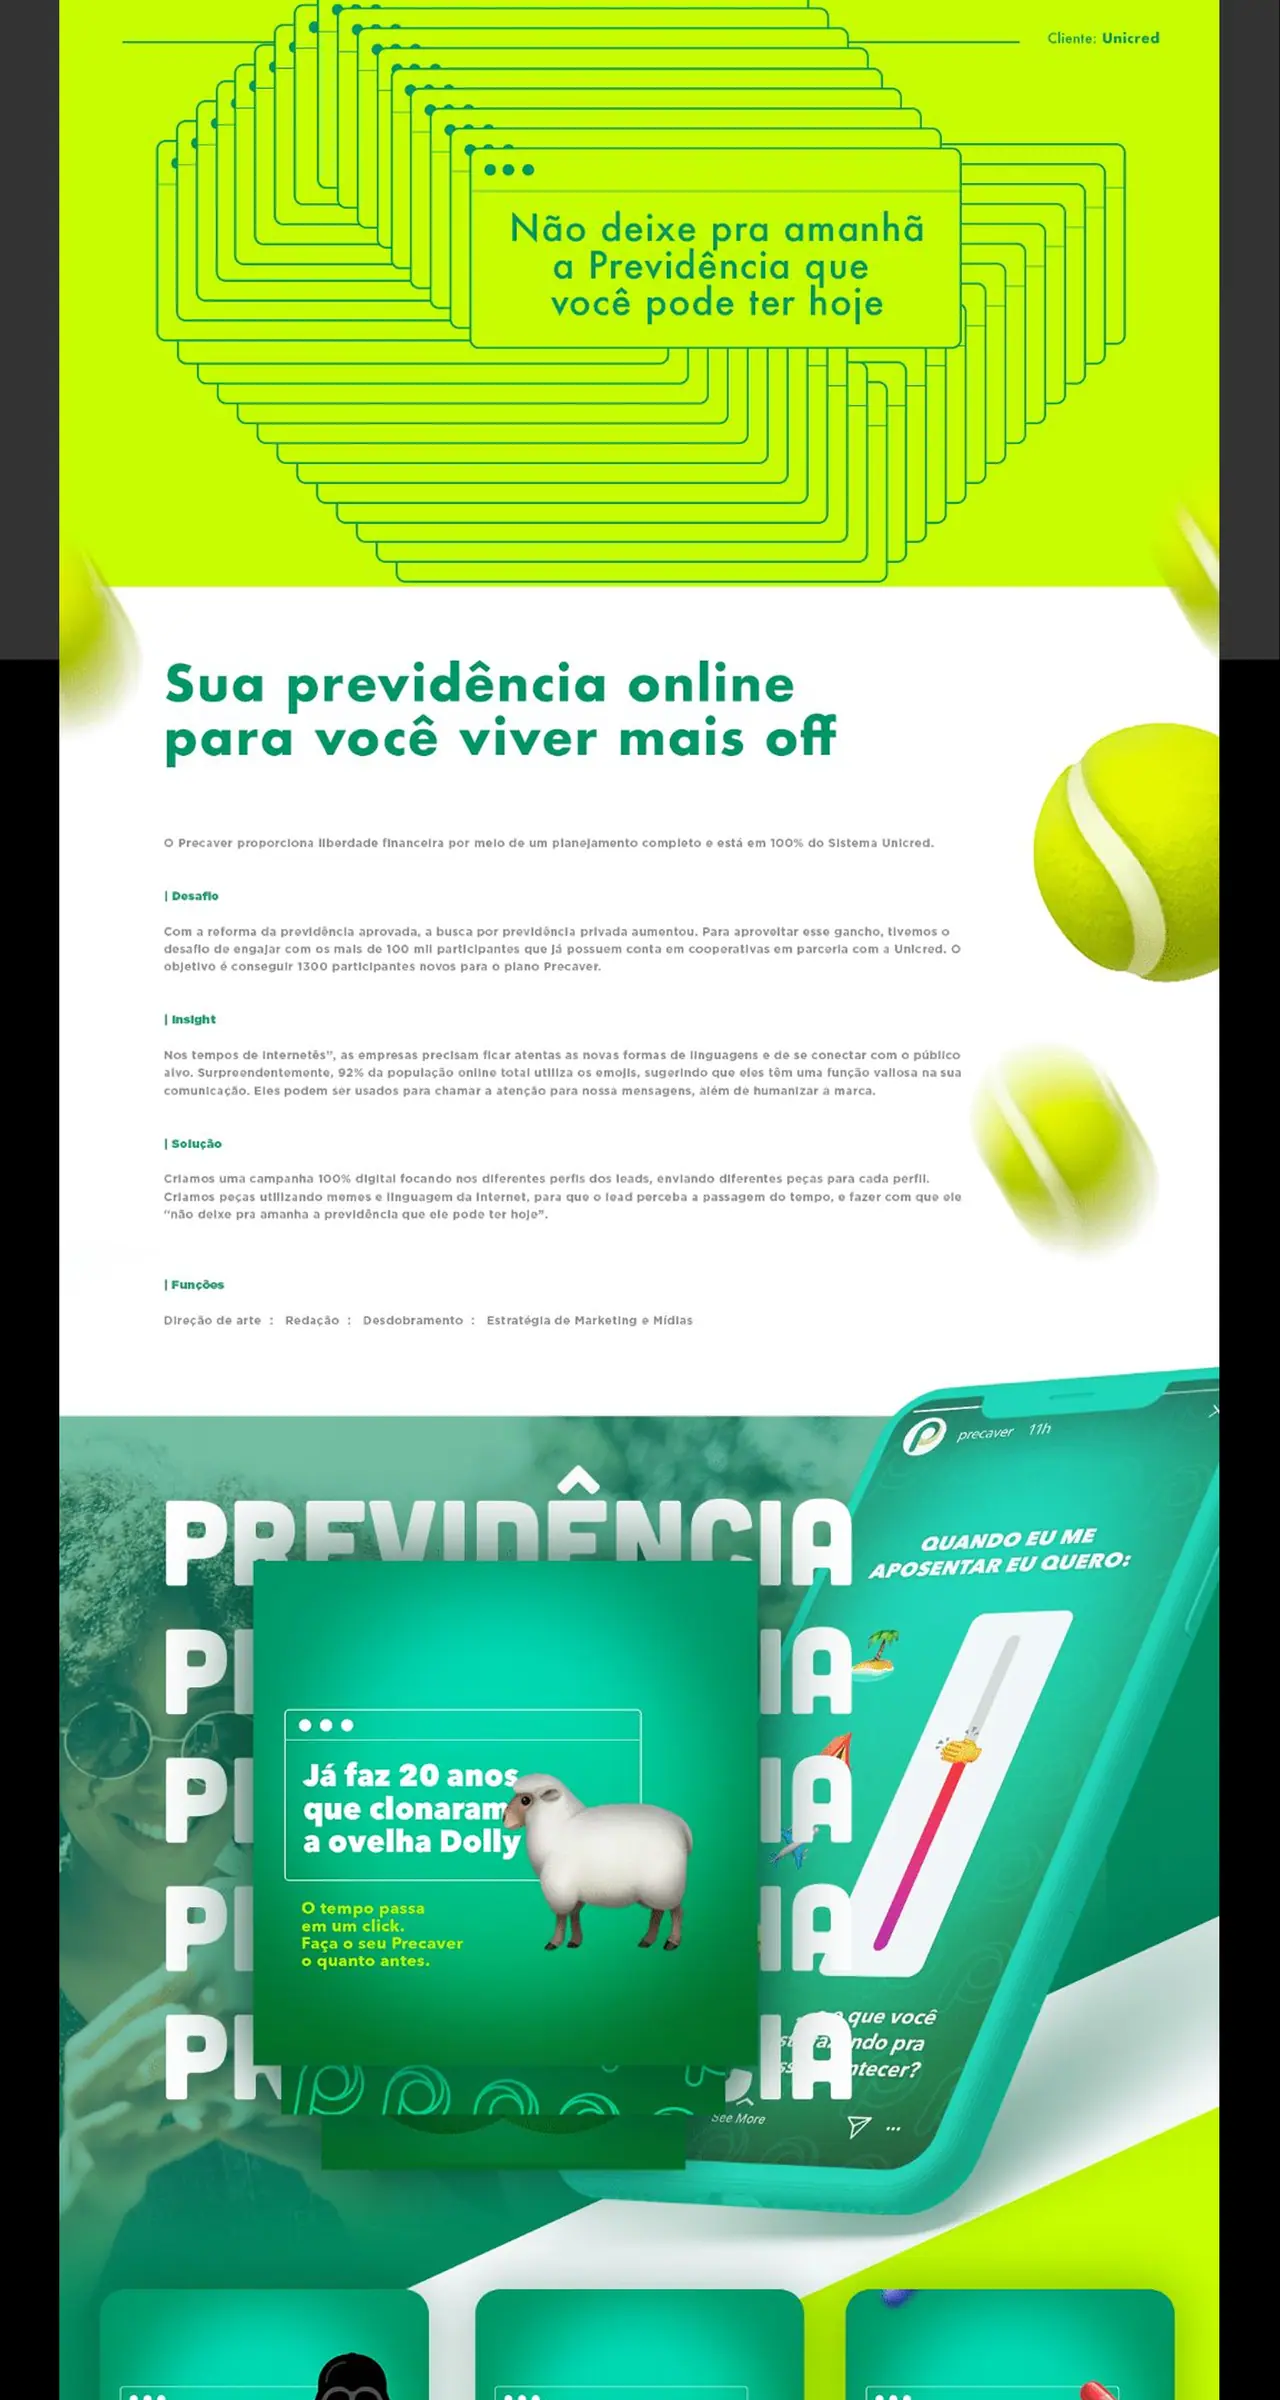 Cliente: Unicred
Não deixe pra amanhã
a Previdência que
você pode ter hoje
Sua previdência online
para você viver mais off
O Precaver proporciona liberdade financeira por meio de um planejamento completo e está em 100% do Sistema Unicred.
| Desafio
Com a reforma da previdência aprovada, a busca por previdência privada aumentou. Para aproveitar esse gancho, tivemos o
desafio de engajar com os mais de 100 mil participantes que já possuem conta em cooperativas em parceria com a Unicred. O
objetivo é conseguir 1300 participantes novos para o plano Precaver.
| Insight
Nos tempos de internetês”, as empresas precisam ficar atentas as novas formas de linguagens e de se conectar com o público
alvo. Surpreendentemente, 92% da população online total utiliza os emojis, sugerindo que eles têm uma função valiosa na sua
comunicação. Eles podem ser usados para chamar a atenção para nossa mensagens, além de humanizar a marca.
| Solução
Criamos uma campanha 100% digital focando nos diferentes perfis dos leads, enviando diferentes peças para cada perfil.
Criamos peças utilizando memes e linguagem da internet, para que o lead perceba a passagem do tempo, e fazer com que ele
“não deixe pra amanha a previdência que ele pode ter hoje”.
| Funções
Direção de arte : Redação : Desdobramento : Estratégia de Marketing e Mídias
precaver 11h
PREVIDÊNCIA
QUANDO EU ME
APOSENTAR EU QUERO:
P IA
P IA
Já faz 20 anos
que clonaram
a ovelha Dolly
P IA
O tempo passa
em um click.
Faça o seu Precaver
o quanto antes.
P IA
que você
pra
See More